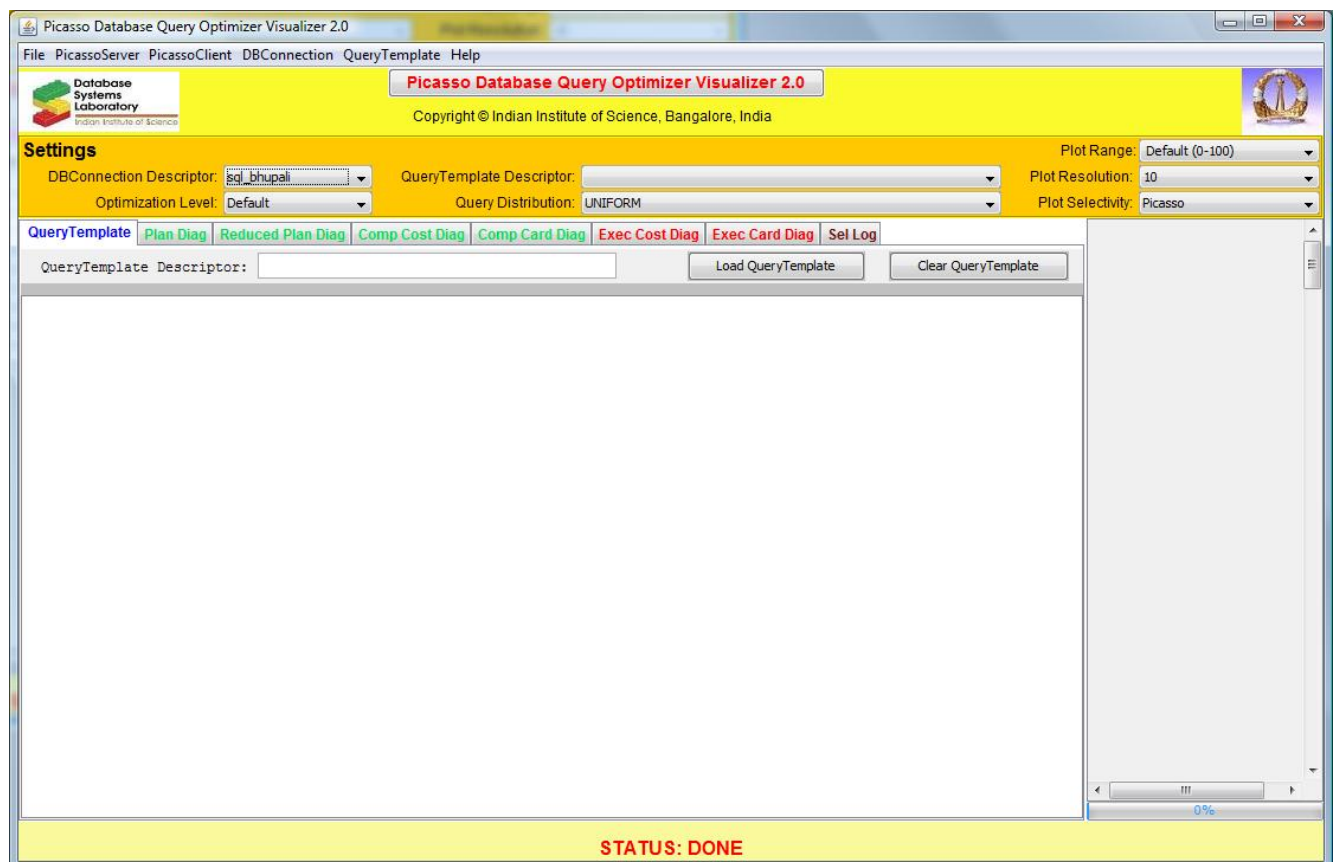 Picasso Database Query Optimizer Visualizer 2.0
File PicassoServer PicassoClient DBConnection QueryTemplate Help
Database
Systems
Laboratory
Indian Institute of Science
Picasso Database Query Optimizer Visualizer 2.0
Copyright © Indian Institute of Science, Bangalore, India
Settings
Plot Range: Default (0-100)
DBConnection Descriptor: sql_bhupali QueryTemplate Descriptor: Plot Resolution: 10
Optimization Level: Default Query Distribution: UNIFORM Plot Selectivity: Picasso
QueryTemplate Plan Diag Reduced Plan Diag Comp Cost Diag Comp Card Diag Exec Cost Diag Exec Card Diag Sel Log
QueryTemplate Descriptor: Load QueryTemplate Clear QueryTemplate
0%
STATUS: DONE